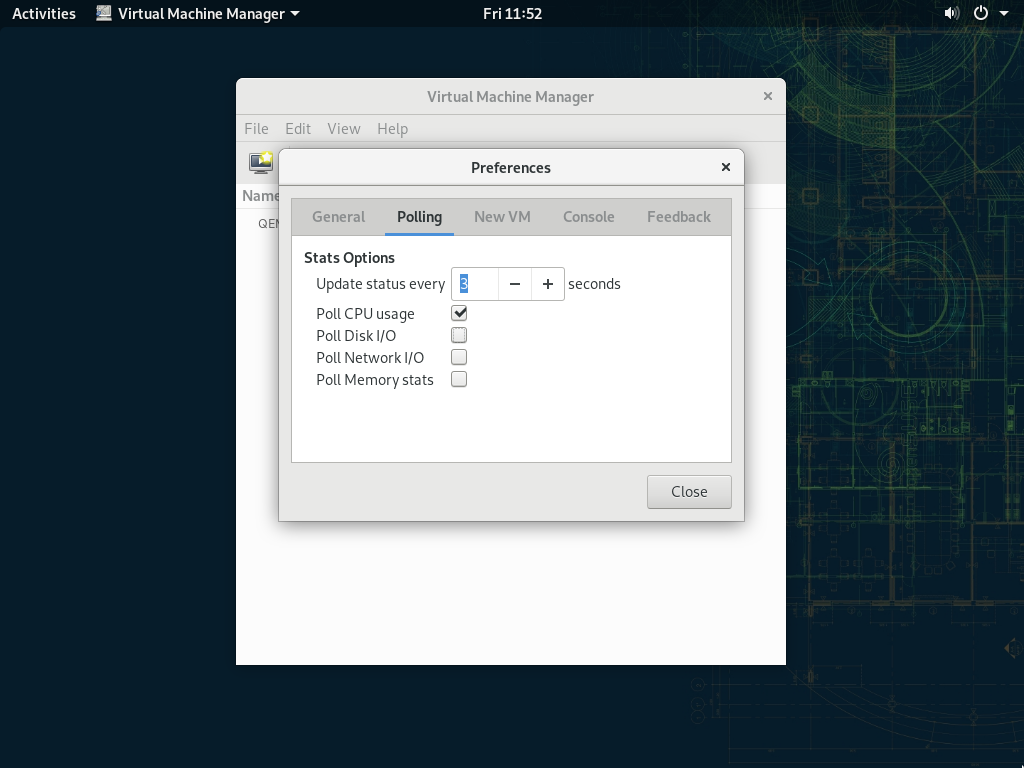 Activities Virtual Machine Manager Fri 11:52
Virtual Machine Manager
File Edit View Help
Preferences
Name
QEM
General Polling New VM Console Feedback
Stats Options
Update status every 3 − + seconds
Poll CPU usage
Poll Disk I/O
Poll Network I/O
Poll Memory stats
Close